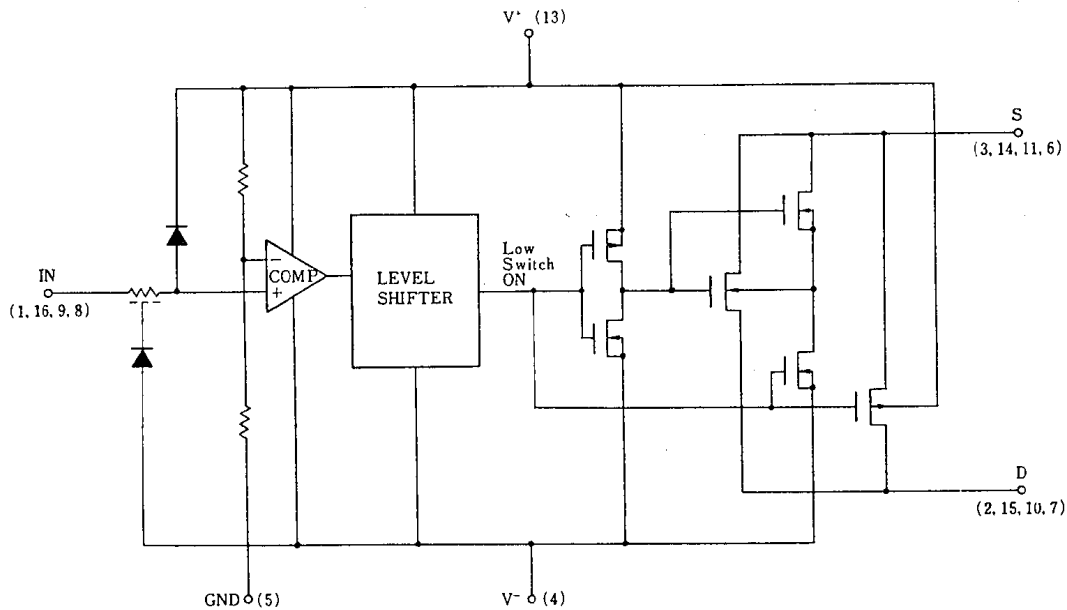 V⁺ (13)
S
(3, 14, 11, 6)
IN
(1, 16, 9, 8)
−
COMP
+
LEVEL
SHIFTER
Low
Switch
ON
D
(2, 15, 10, 7)
GND (5)
V⁻ (4)